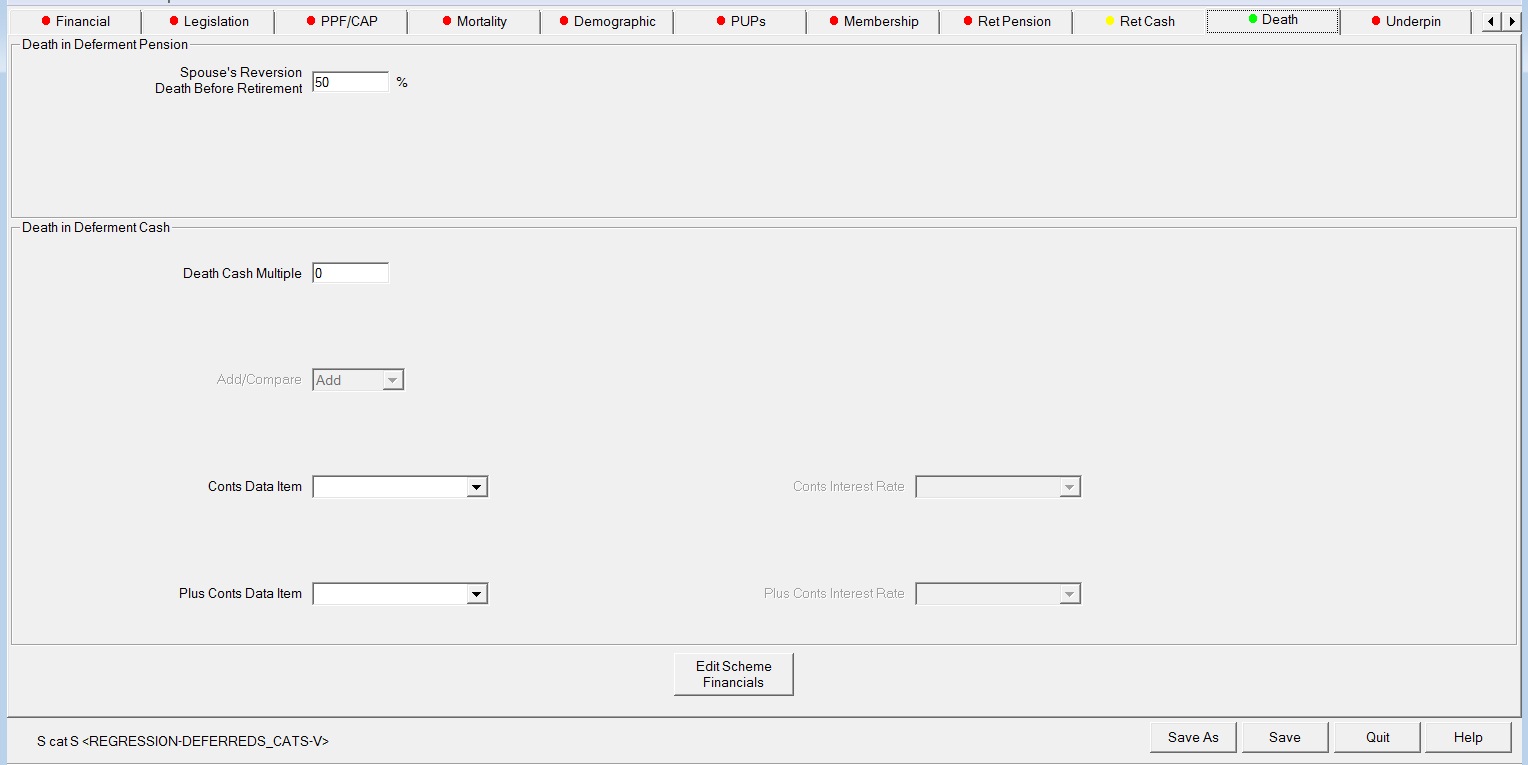 Financial Legislation PPF/CAP Mortality Demographic PUPs Membership Ret Pension Ret Cash Death Underpin
Death in Deferment Pension
Spouse's Reversion
Death Before Retirement 50 %
Death in Deferment Cash
Death Cash Multiple 0
Add/Compare Add
Conts Data Item Conts Interest Rate
Plus Conts Data Item Plus Conts Interest Rate
Edit Scheme
Financials
S cat S <REGRESSION-DEFERREDS_CATS-V> Save As Save Quit Help